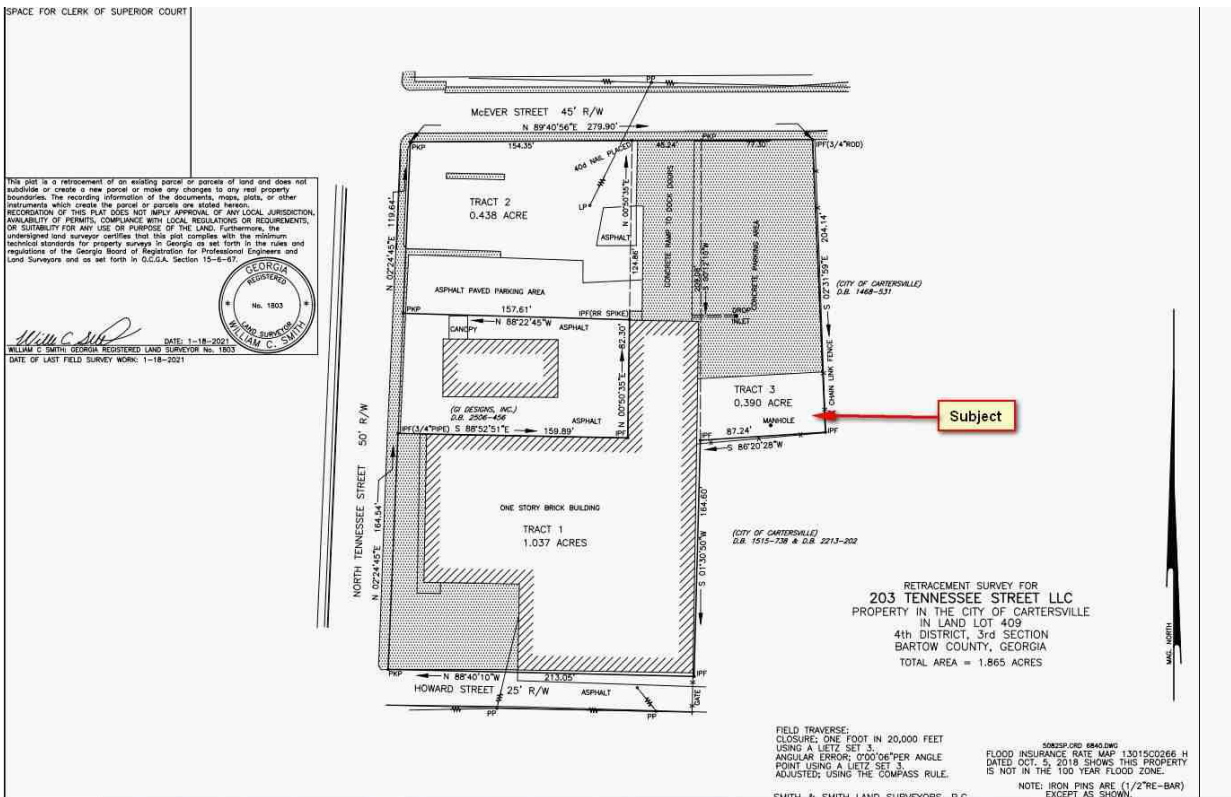 SPACE FOR CLERK OF SUPERIOR COURT
This plat is a retracement of an existing parcel or parcels of land and does not
subdivide or create a new parcel or make any changes to any real property
boundaries. The recording information of the documents, maps, plats, or other
instruments which create the parcel or parcels are stated hereon.
RECORDATION OF THIS PLAT DOES NOT IMPLY APPROVAL OF ANY LOCAL JURISDICTION,
AVAILABILITY OF PERMITS, COMPLIANCE WITH LOCAL REGULATIONS OR REQUIREMENTS,
OR SUITABILITY FOR ANY USE OR PURPOSE OF THE LAND. Furthermore, the
undersigned land surveyor certifies that this plat complies with the minimum
technical standards for property surveys in Georgia as set forth in the rules and
regulations of the Georgia Board of Registration for Professional Engineers and
Land Surveyors and as set forth in O.C.G.A. Section 15-6-67.
GEORGIA
REGISTERED
No. 1803
LAND SURVEYOR
WILLIAM C. SMITH
DATE: 1-18-2021
WILLIAM C SMITH: GEORGIA REGISTERED LAND SURVEYOR No. 1803
DATE OF LAST FIELD SURVEY WORK: 1-18-2021
PP
McEVER STREET 45' R/W
N 89°40'56"E 279.90'
PKP
154.35'
48.24'
PKP
77.30'
IPF(3/4"ROD)
40d NAIL PLACED
LP
TRACT 2
0.438 ACRE
ASPHALT
N 00°50'35"E
124.86'
CONCRETE RAMP TO DOCK DOORS
S 00°12'18"W
CONCRETE PARKING AREA
S 02°31'59"E 204.14'
(CITY OF CARTERSVILLE)
D.B. 1468-531
N 02°24'45"E 119.64'
ASPHALT PAVED PARKING AREA
PKP
157.61'
IPF(RR SPIKE)
DROP
INLET
N 88°22'45"W
CANOPY
ASPHALT
N 00°50'35"E 82.30'
CHAIN LINK FENCE
TRACT 3
0.390 ACRE
MANHOLE
Subject
(GI DESIGNS, INC.)
D.B. 2506-456
ASPHALT
IPF(3/4"PIPE) S 88°52'51"E 159.89'
IPF
IPF
87.24'
IPF
S 86°20'28"W
NORTH TENNESSEE STREET 50' R/W
N 02°24'45"E 164.54'
ONE STORY BRICK BUILDING
TRACT 1
1.037 ACRES
S 01°30'50"W 164.60'
(CITY OF CARTERSVILLE)
D.B. 1515-738 & D.B. 2213-202
PKP
N 88°40'10"W 213.05'
IPF
HOWARD STREET 25' R/W
ASPHALT
GATE
PP
PP
RETRACEMENT SURVEY FOR
203 TENNESSEE STREET LLC
PROPERTY IN THE CITY OF CARTERSVILLE
IN LAND LOT 409
4th DISTRICT, 3rd SECTION
BARTOW COUNTY, GEORGIA
TOTAL AREA = 1.865 ACRES
MAG. NORTH
FIELD TRAVERSE:
CLOSURE; ONE FOOT IN 20,000 FEET
USING A LIETZ SET 3.
ANGULAR ERROR; 0°00'06"PER ANGLE
POINT USING A LIETZ SET 3.
ADJUSTED; USING THE COMPASS RULE.
SMITH & SMITH LAND SURVEYORS, P.C.
5082SP.CRD 6840.DWG
FLOOD INSURANCE RATE MAP 13015C0266 H
DATED OCT. 5, 2018 SHOWS THIS PROPERTY
IS NOT IN THE 100 YEAR FLOOD ZONE.
NOTE: IRON PINS ARE (1/2"RE-BAR)
EXCEPT AS SHOWN.